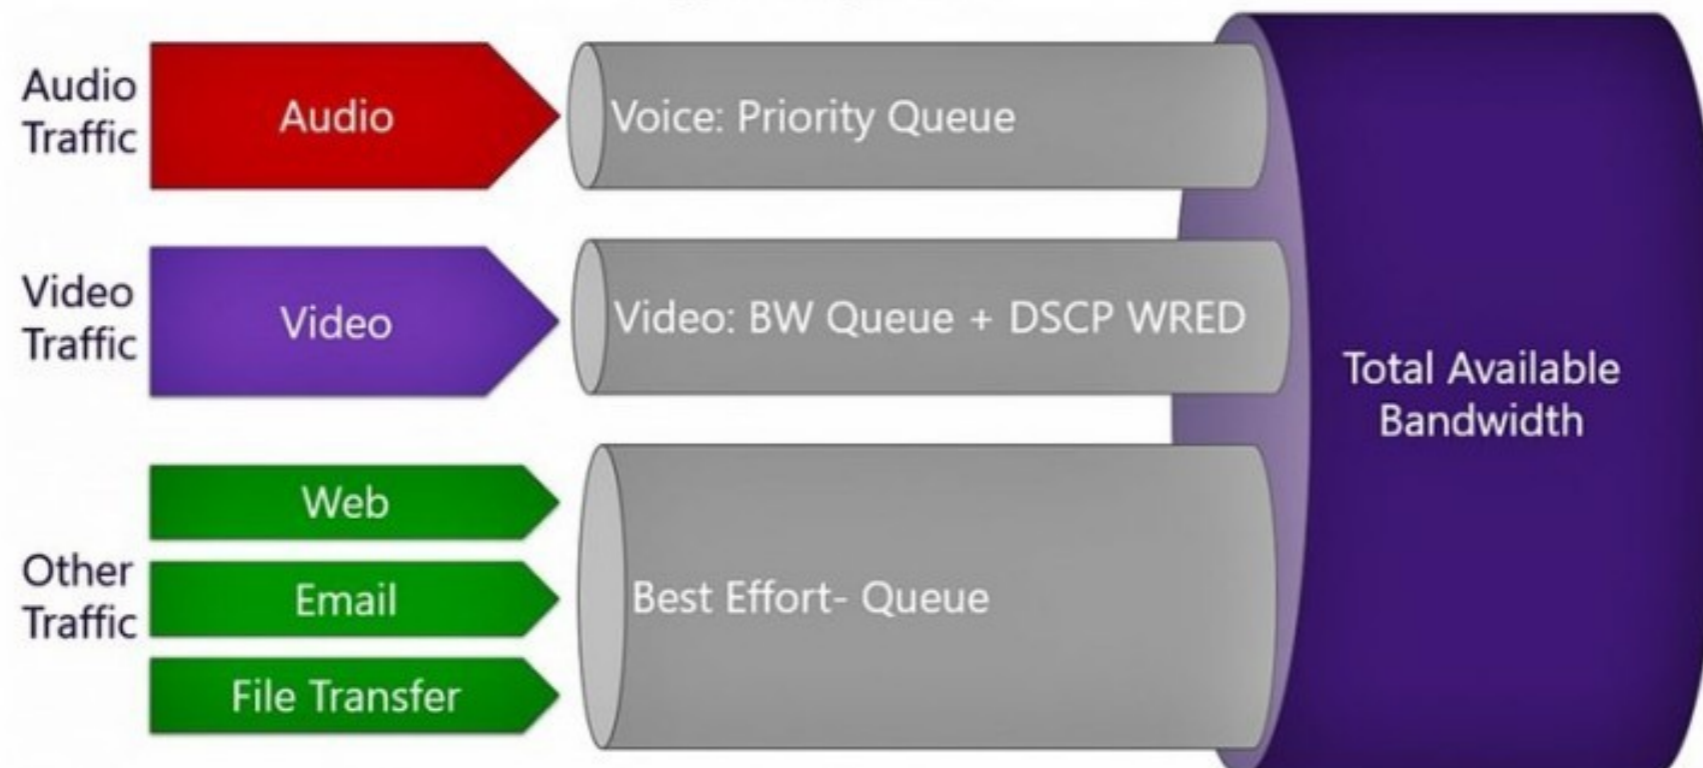 Audio
Traffic
Audio
Voice: Priority Queue
Video
Traffic
Video
Video: BW Queue + DSCP WRED
Total Available
Bandwidth
Web
Other
Traffic
Email
Best Effort- Queue
File Transfer